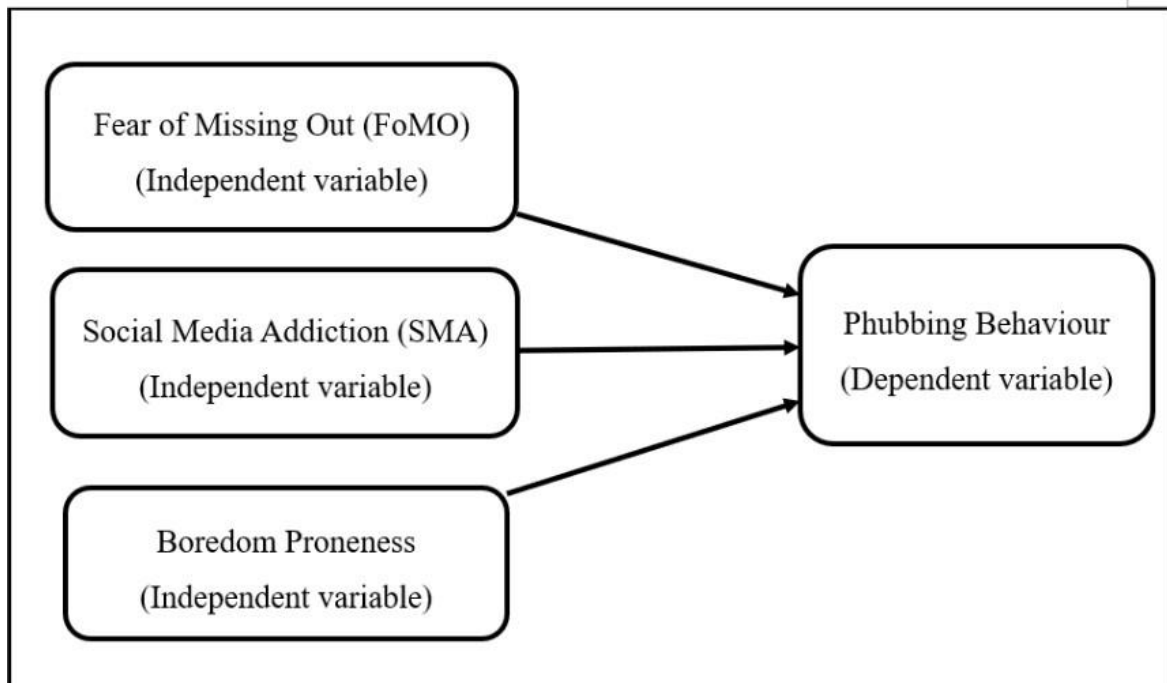 Fear of Missing Out (FoMO)
(Independent variable)
Social Media Addiction (SMA)
(Independent variable)
Boredom Proneness
(Independent variable)
Phubbing Behaviour
(Dependent variable)